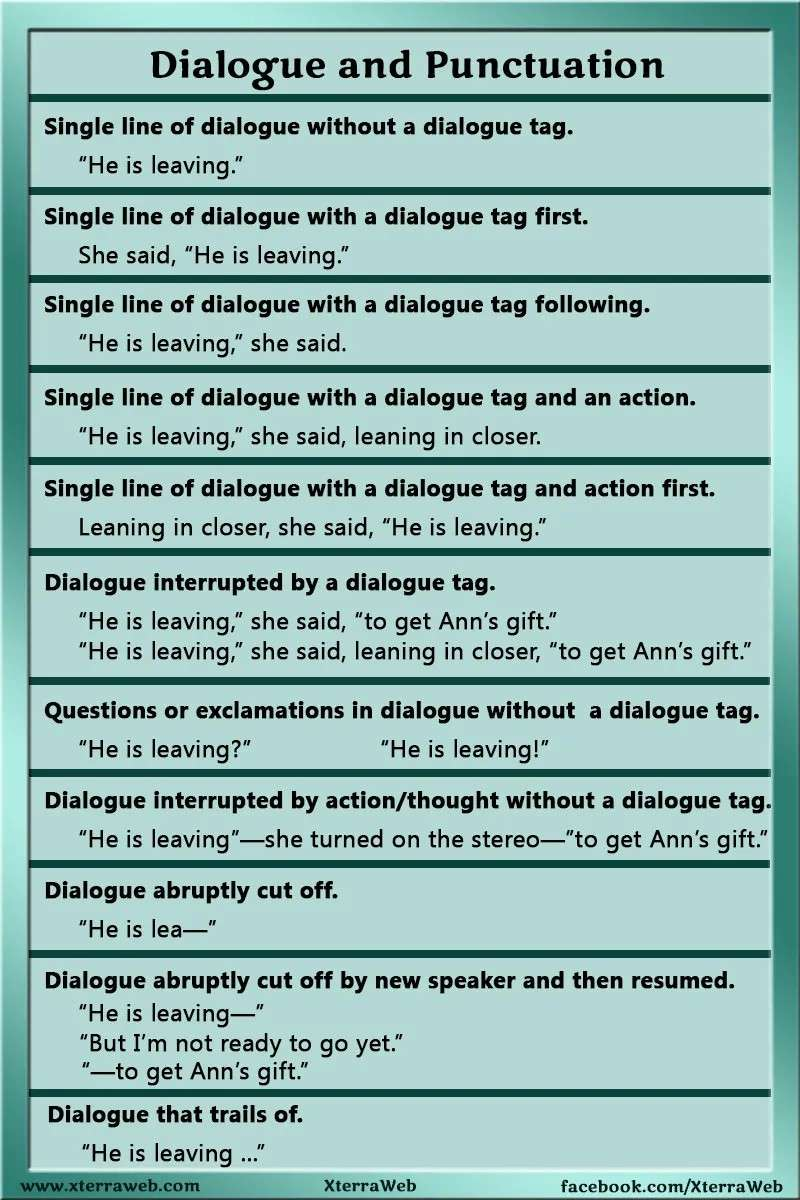 Dialogue and Punctuation
Single line of dialogue without a dialogue tag.
“He is leaving.”
Single line of dialogue with a dialogue tag first.
She said, “He is leaving.”
Single line of dialogue with a dialogue tag following.
“He is leaving,” she said.
Single line of dialogue with a dialogue tag and an action.
“He is leaving,” she said, leaning in closer.
Single line of dialogue with a dialogue tag and action first.
Leaning in closer, she said, “He is leaving.”
Dialogue interrupted by a dialogue tag.
“He is leaving,” she said, “to get Ann’s gift.”
“He is leaving,” she said, leaning in closer, “to get Ann’s gift.”
Questions or exclamations in dialogue without  a dialogue tag.
“He is leaving?” “He is leaving!”
Dialogue interrupted by action/thought without a dialogue tag.
“He is leaving”—she turned on the stereo—”to get Ann’s gift.”
Dialogue abruptly cut off.
“He is lea—”
Dialogue abruptly cut off by new speaker and then resumed.
“He is leaving—”
“But I’m not ready to go yet.”
“—to get Ann’s gift.”
Dialogue that trails of.
“He is leaving ...”
www.xterraweb.com XterraWeb facebook.com/XterraWeb